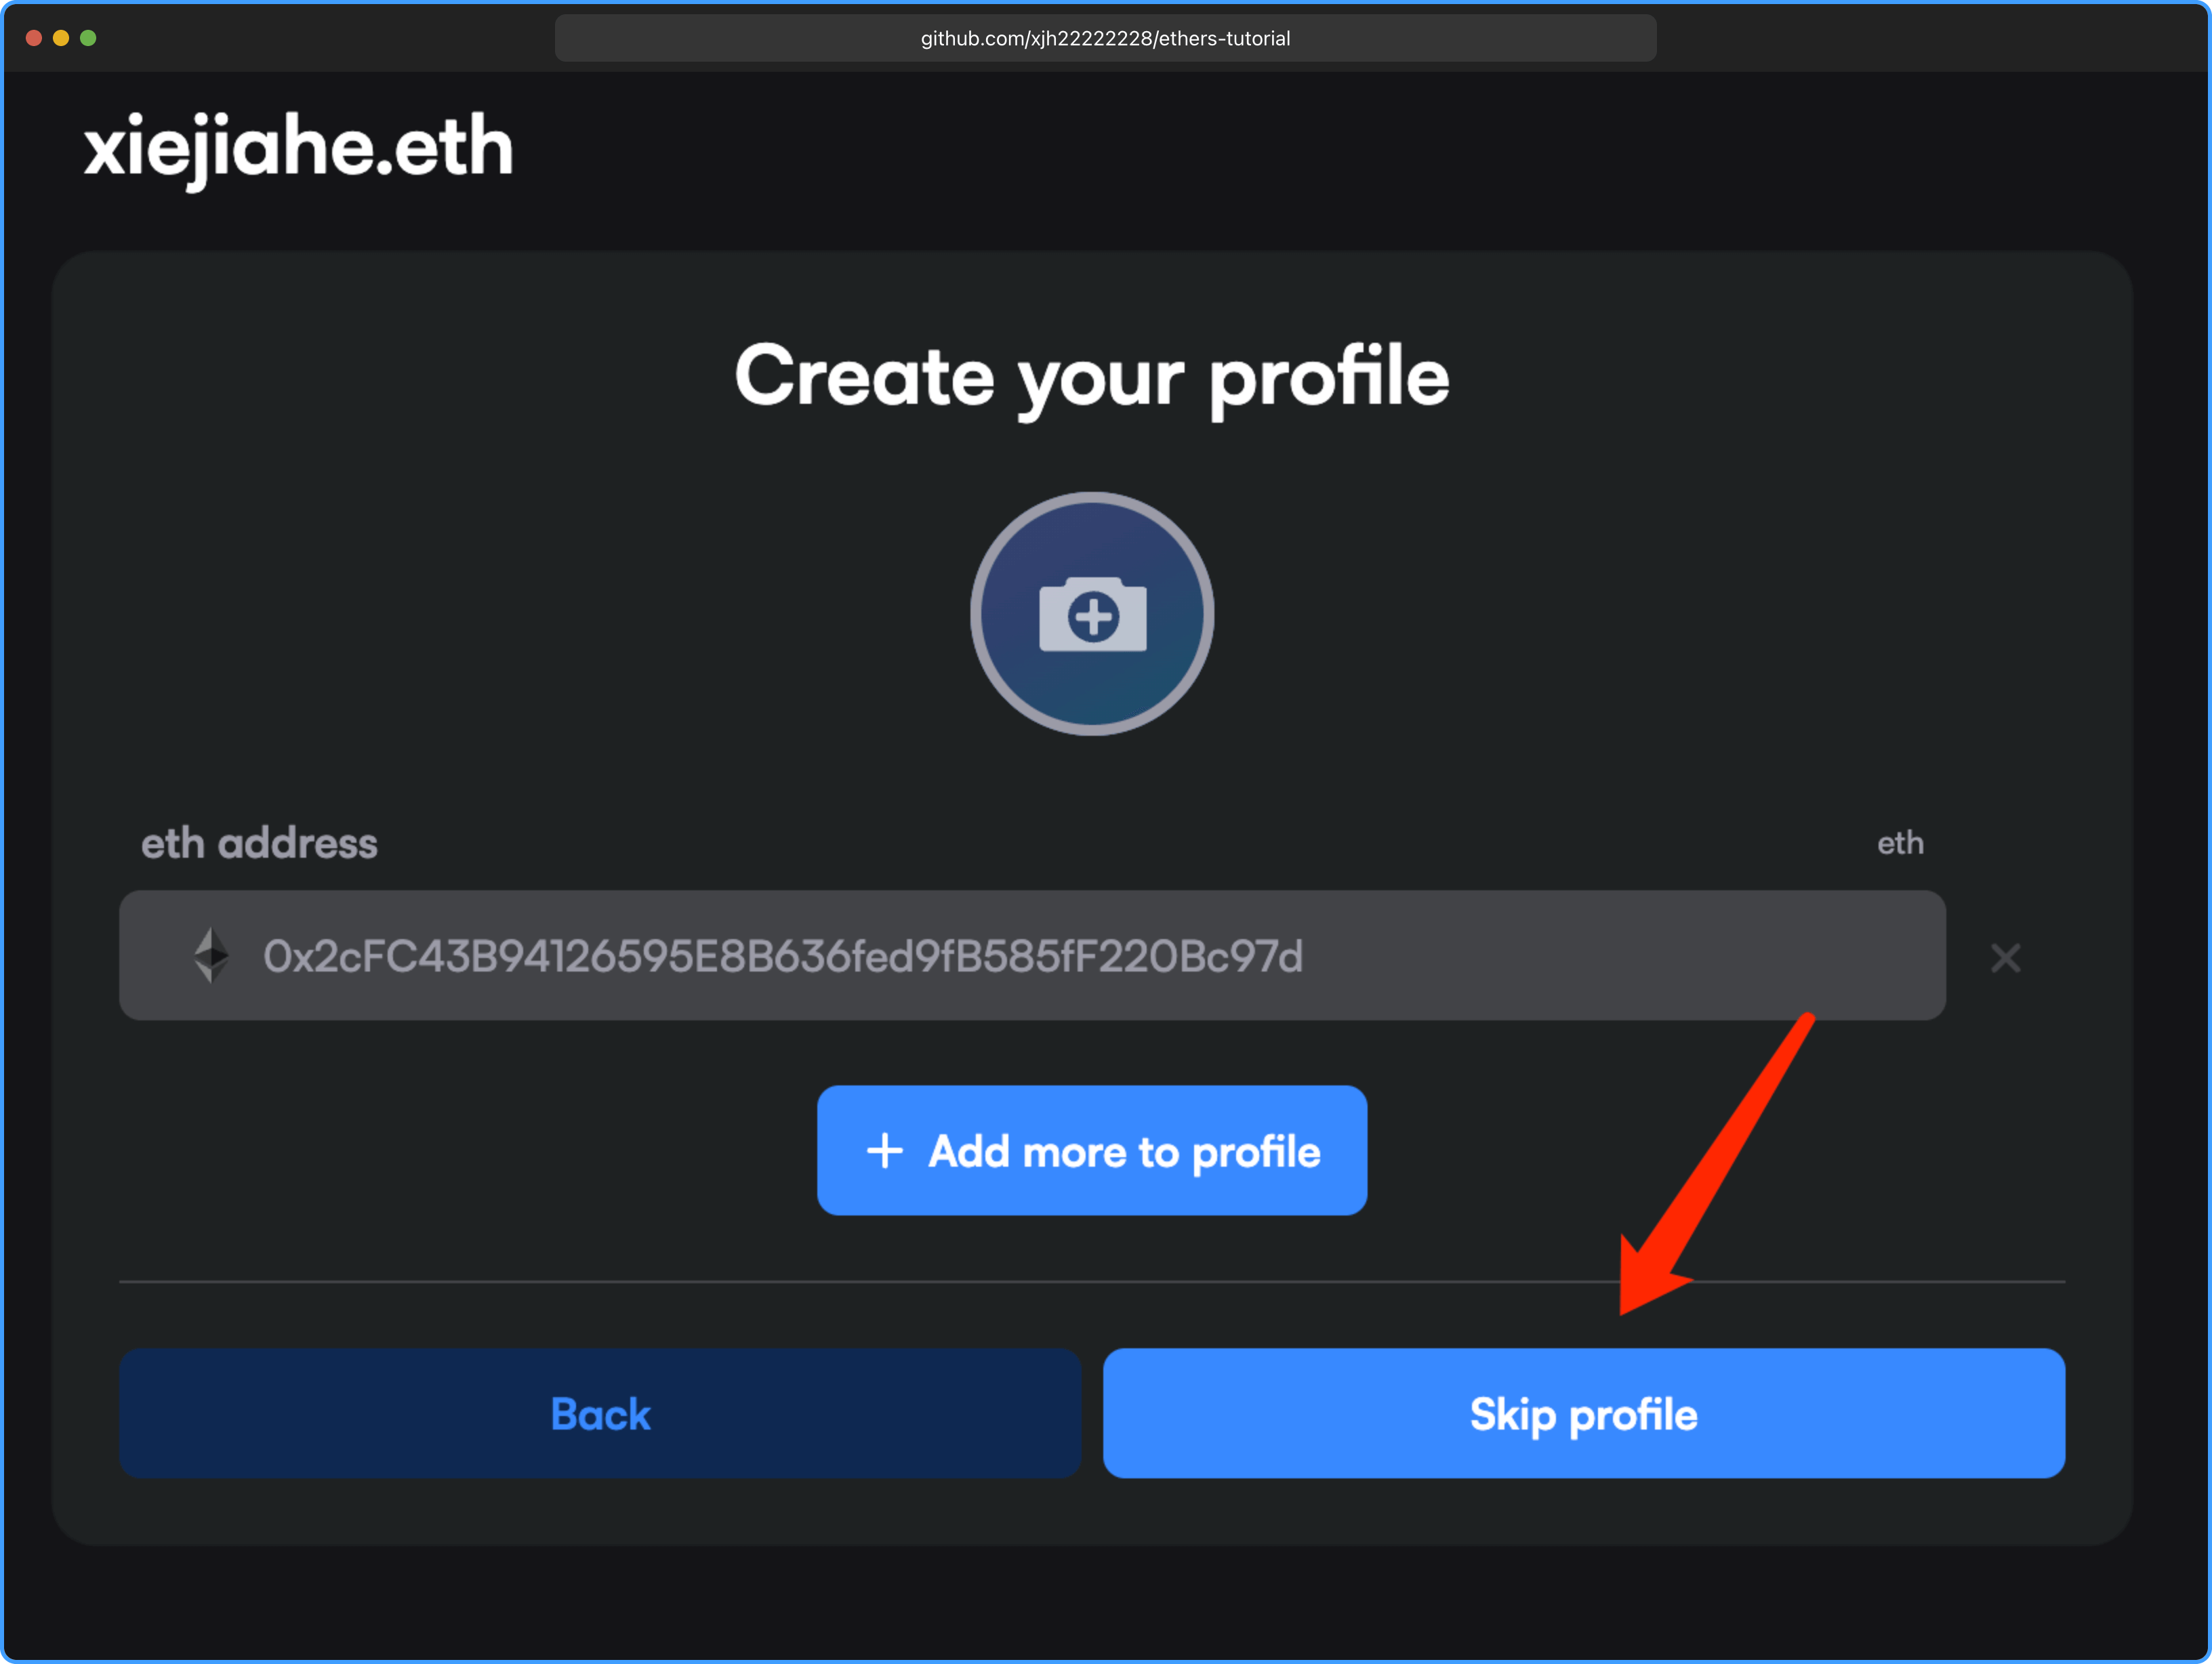 github.com/xjh22222228/ethers-tutorial
xiejiahe.eth
Create your profile
eth address
eth
0x2cFC43B94126595E8B636fed9fB585fF220Bc97d
Add more to profile
Back
Skip profile